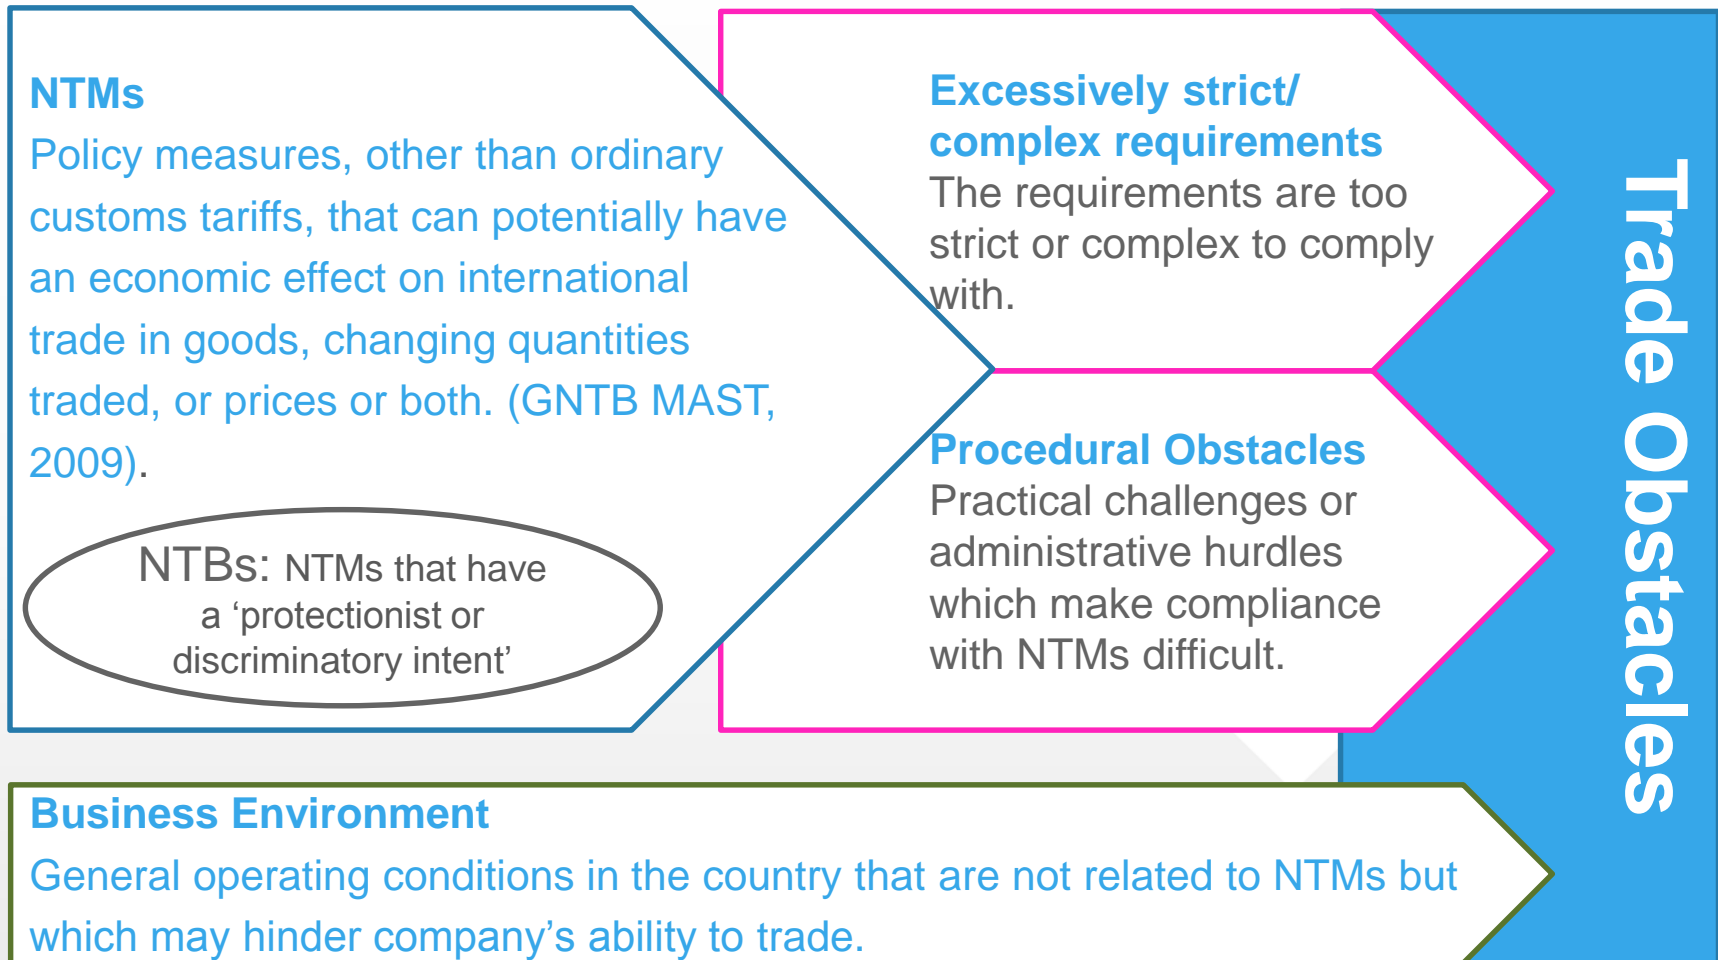 NTMs
Policy measures, other than ordinary
customs tariffs, that can potentially have
an economic effect on international
trade in goods, changing quantities
traded, or prices or both. (GNTB MAST,
2009).
NTBs: NTMs that have
a ‘protectionist or
discriminatory intent’
Excessively strict/
complex requirements
The requirements are too
strict or complex to comply
with.
Procedural Obstacles
Practical challenges or
administrative hurdles
which make compliance
with NTMs difficult.
Trade Obstacles
Business Environment
General operating conditions in the country that are not related to NTMs but
which may hinder company’s ability to trade.